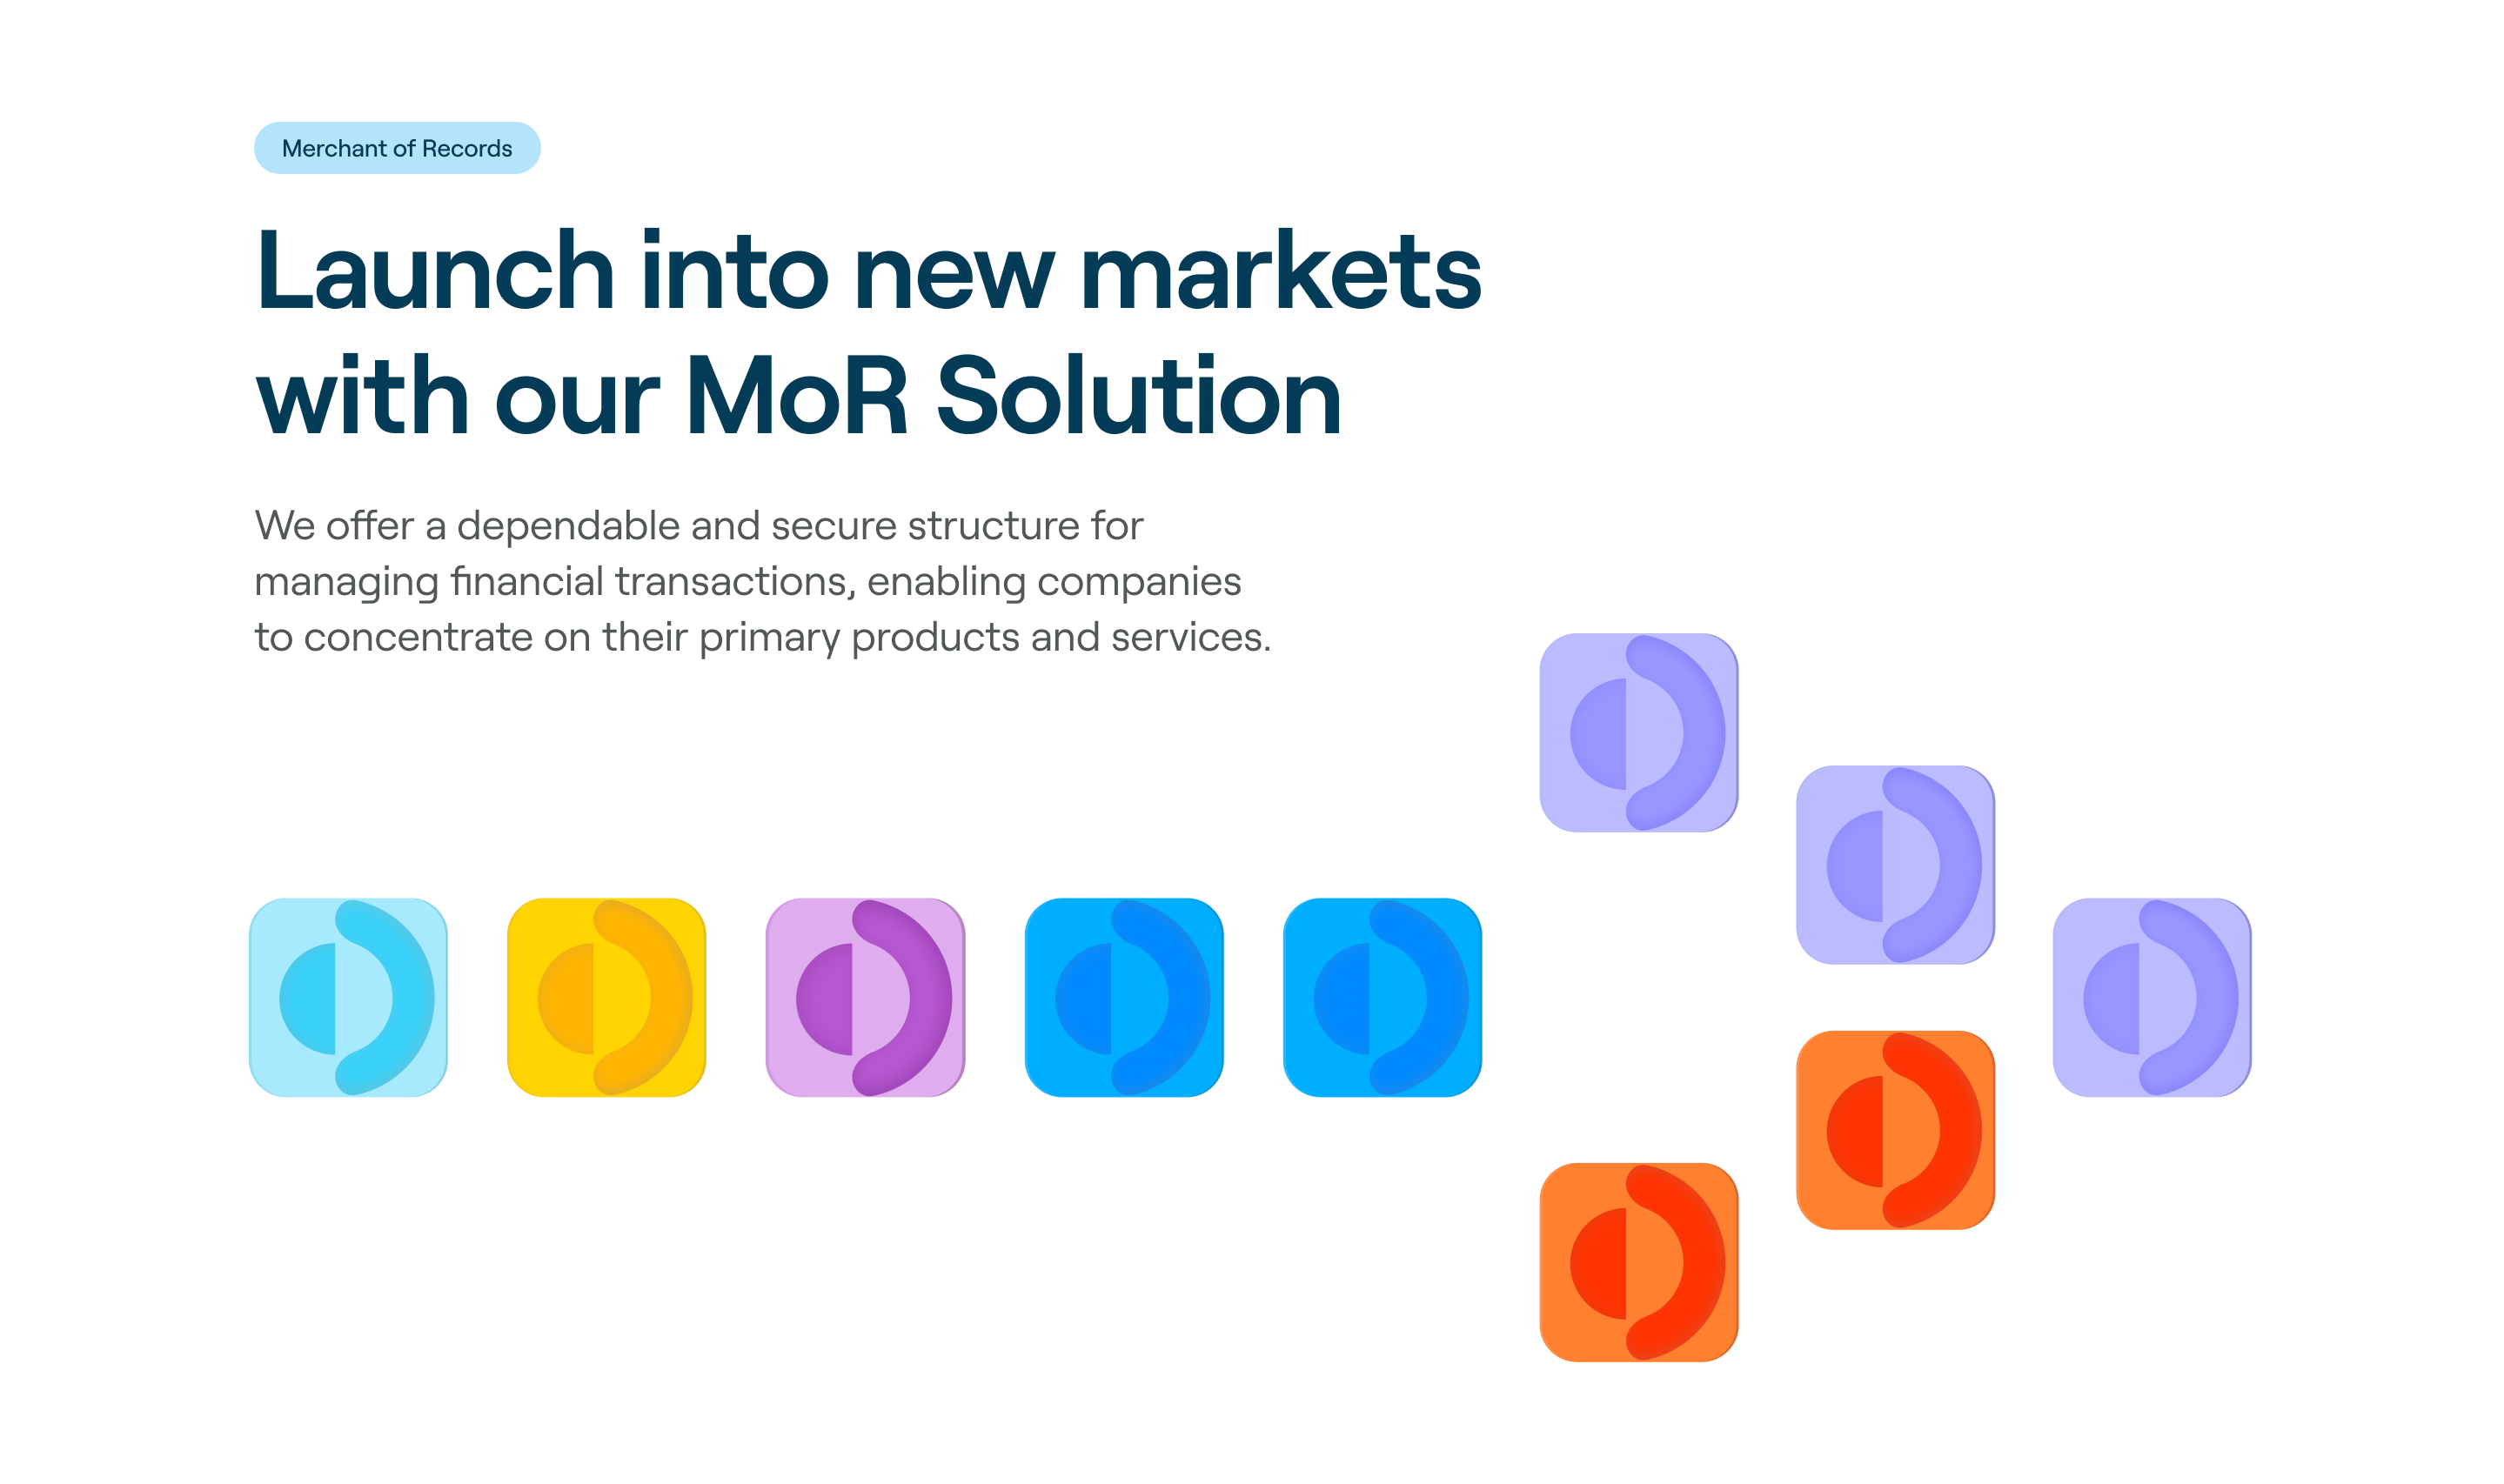 Merchant of Records
Launch into new markets
with our MoR Solution
We offer a dependable and secure structure for
managing financial transactions, enabling companies
to concentrate on their primary products and services.